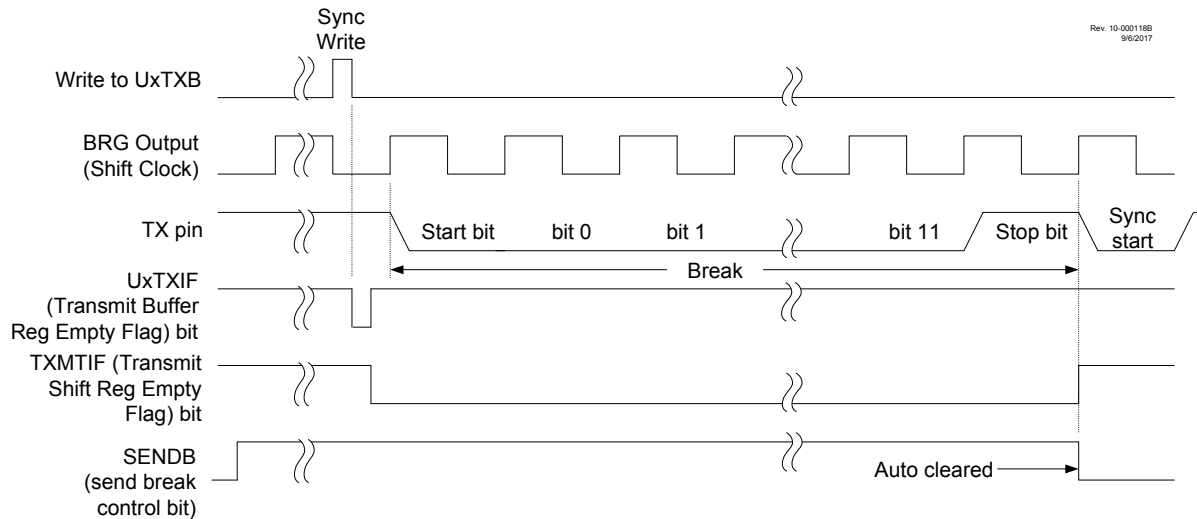 Sync
Write
Rev. 10-000118B
9/6/2017
Write to UxTXB
BRG Output
(Shift Clock)
TX pin
Start bit
bit 0
bit 1
bit 11
Stop bit
Sync
start
Break
UxTXIF
(Transmit Buffer
Reg Empty Flag) bit
TXMTIF (Transmit
Shift Reg Empty
Flag) bit
SENDB
(send break
control bit)
Auto cleared